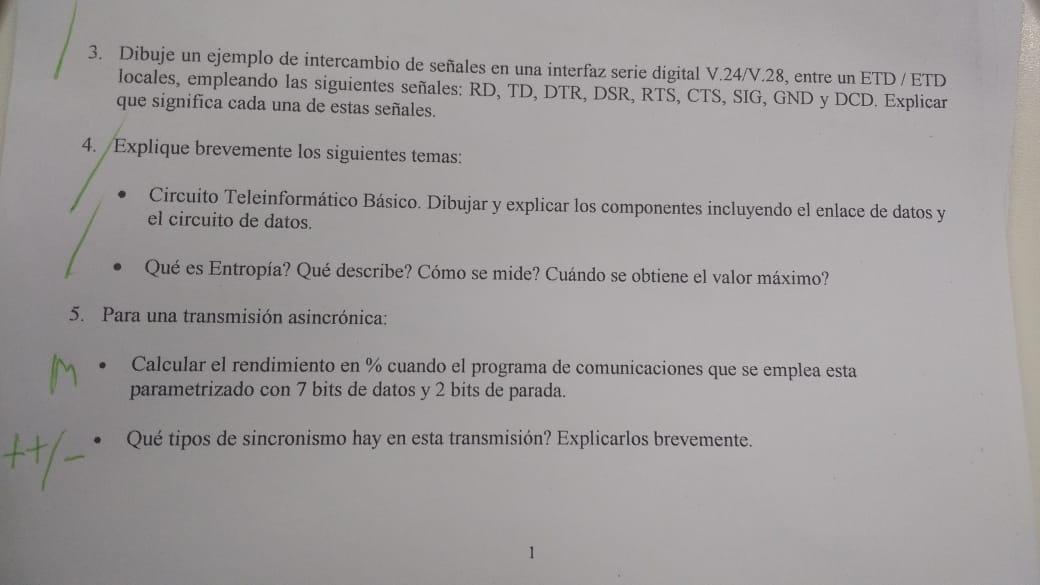 3. Dibuje un ejemplo de intercambio de señales en una interfaz serie digital V.24/V.28, entre un ETD / ETD
locales, empleando las siguientes señales: RD, TD, DTR, DSR, RTS, CTS, SIG, GND y DCD. Explicar
que significa cada una de estas señales.
4. Explique brevemente los siguientes temas:
• Circuito Teleinformático Básico. Dibujar y explicar los componentes incluyendo el enlace de datos y
el circuito de datos.
• Qué es Entropía? Qué describe? Cómo se mide? Cuándo se obtiene el valor máximo?
5. Para una transmisión asincrónica:
M • Calcular el rendimiento en % cuando el programa de comunicaciones que se emplea esta
parametrizado con 7 bits de datos y 2 bits de parada.
++/- • Qué tipos de sincronismo hay en esta transmisión? Explicarlos brevemente.
1